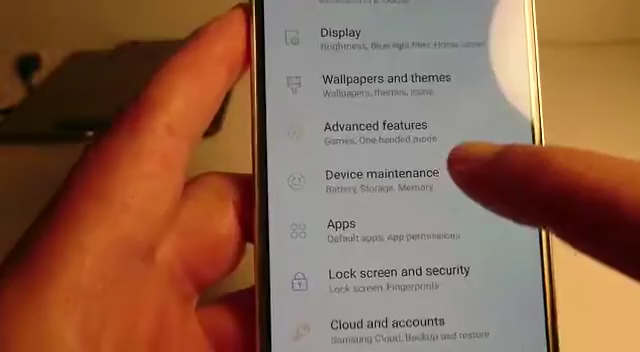 Display
Brightness, Blue light filter, Home screen
Wallpapers and themes
Wallpapers, themes, icons
Advanced features
Games, One-handed mode
Device maintenance
Battery, Storage, Memory
Apps
Default apps, App permissions
Lock screen and security
Lock screen, Fingerprints
Cloud and accounts
Samsung Cloud, Backup and restore